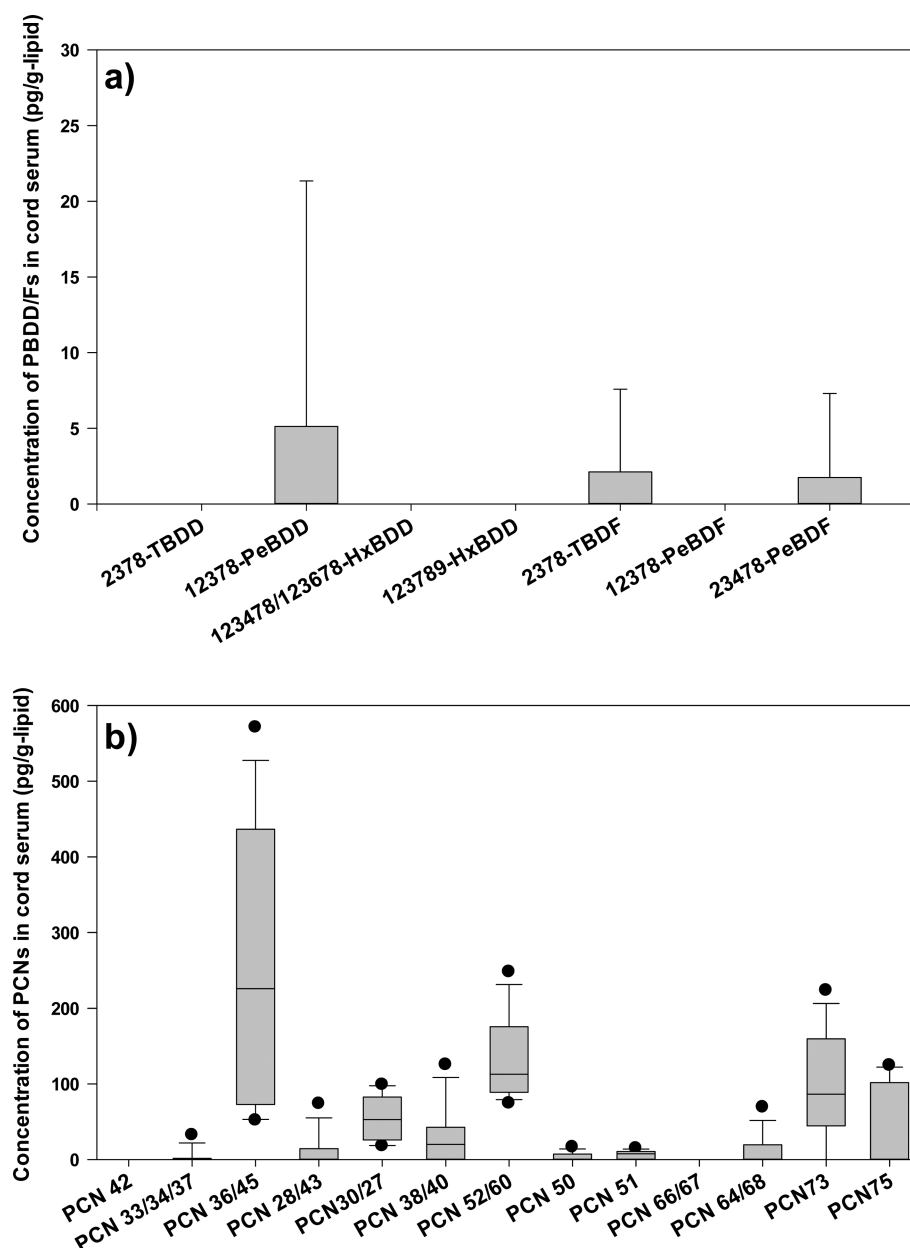 Concentration of PBDD/Fs in cord serum (pg/g-lipid)
a)
30
25
20
15
10
5
0
2378-TBDD
12378-PeBDD
123478/123678-HxBDD
123789-HxBDD
2378-TBDF
12378-PeBDF
23478-PeBDF
Concentration of PCNs in cord serum (pg/g-lipid)
b)
600
500
400
300
200
100
0
PCN 42
PCN 33/34/37
PCN 36/45
PCN 28/43
PCN30/27
PCN 38/40
PCN 52/60
PCN 50
PCN 51
PCN 66/67
PCN 64/68
PCN73
PCN75